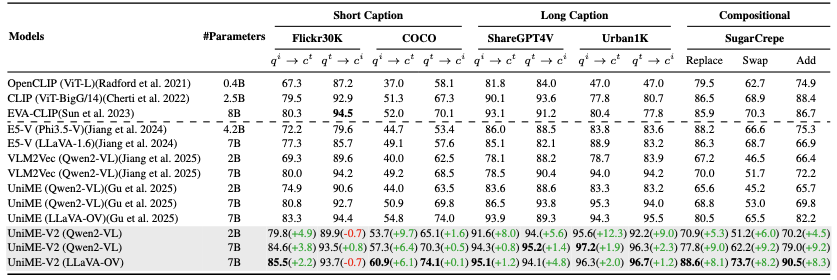 Short Caption Long Caption Compositional
Models #Parameters Flickr30K COCO ShareGPT4V Urban1K SugarCrepe
qⁱ → cᵗ qᵗ → cⁱ qⁱ → cᵗ qᵗ → cⁱ qⁱ → cᵗ qᵗ → cⁱ qⁱ → cᵗ qᵗ → cⁱ Replace Swap Add
OpenCLIP (ViT-L)(Radford et al. 2021) 0.4B 67.3 87.2 37.0 58.1 81.8 84.0 47.0 47.0 79.5 62.7 74.9
CLIP (ViT-BigG/14)(Cherti et al. 2022) 2.5B 79.5 92.9 51.3 67.3 90.1 93.6 77.8 80.7 86.5 68.9 88.4
EVA-CLIP(Sun et al. 2023) 8B 80.3 94.5 52.0 70.1 93.1 91.2 80.4 77.8 85.9 70.3 86.7
E5-V (Phi3.5-V)(Jiang et al. 2024) 4.2B 72.2 79.6 44.7 53.4 86.0 88.5 83.8 83.6 88.2 66.6 75.3
E5-V (LLaVA-1.6)(Jiang et al. 2024) 7B 77.3 85.7 49.1 57.6 85.1 82.1 88.9 83.2 86.3 68.7 66.9
VLM2Vec (Qwen2-VL)(Jiang et al. 2025) 2B 69.3 89.6 40.0 62.5 78.1 88.2 78.7 83.9 67.2 46.5 66.4
VLM2Vec (Qwen2-VL)(Jiang et al. 2025) 7B 80.0 94.2 49.2 68.5 78.5 90.4 94.0 94.2 70.0 51.7 72.2
UniME (Qwen2-VL)(Gu et al. 2025) 2B 74.9 90.6 44.0 63.5 83.6 88.6 83.3 83.2 65.6 45.2 65.7
UniME (Qwen2-VL)(Gu et al. 2025) 7B 80.8 92.7 50.9 69.8 86.5 93.8 95.3 94.0 68.8 53.0 69.8
UniME (LLaVA-OV)(Gu et al. 2025) 7B 83.3 94.4 54.8 74.0 93.9 89.3 94.3 95.5 80.5 65.5 82.2
UniME-V2 (Qwen2-VL) 2B 79.8(+4.9) 89.9(-0.7) 53.7(+9.7) 65.1(+1.6) 91.6(+8.0) 94.(+5.6) 95.6(+12.3) 92.2(+9.0) 70.9(+5.3) 51.2(+6.0) 70.2(+4.5)
UniME-V2 (Qwen2-VL) 7B 84.6(+3.8) 93.5(+0.8) 57.3(+6.4) 70.3(+0.5) 94.3(+0.8) 95.2(+1.4) 97.2(+1.9) 96.3(+2.3) 77.8(+9.0) 62.2(+9.2) 79.0(+9.2)
UniME-V2 (LLaVA-OV) 7B 85.5(+2.2) 93.7(-0.7) 60.9(+6.1) 74.1(+0.1) 95.1(+1.2) 94.1(+4.8) 96.3(+2.0) 96.7(+1.2) 88.6(+8.1) 73.7(+8.2) 90.5(+8.3)